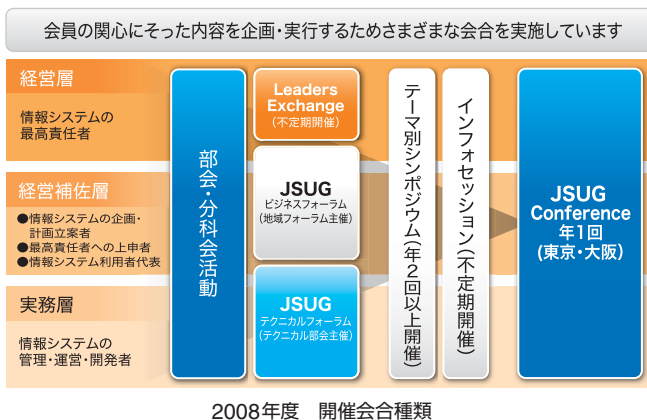 会員の関心にそった内容を企画・実行するためさまざまな会合を実施しています
経営層
情報システムの
最高責任者
経営補佐層
●情報システムの企画・
計画立案者
●最高責任者への上申者
●情報システム利用者代表
実務層
情報システムの
管理・運営・開発者
部会・分科会活動
Leaders
Exchange
(不定期開催)
JSUG
ビジネスフォーラム
(地域フォーラム主催)
JSUG
テクニカルフォーラム
(テクニカル部会主催)
テーマ別シンポジウム(年2回以上開催)
インフォセッション(不定期開催)
JSUG
Conference
年1回
(東京・大阪)
2008年度　開催会合種類